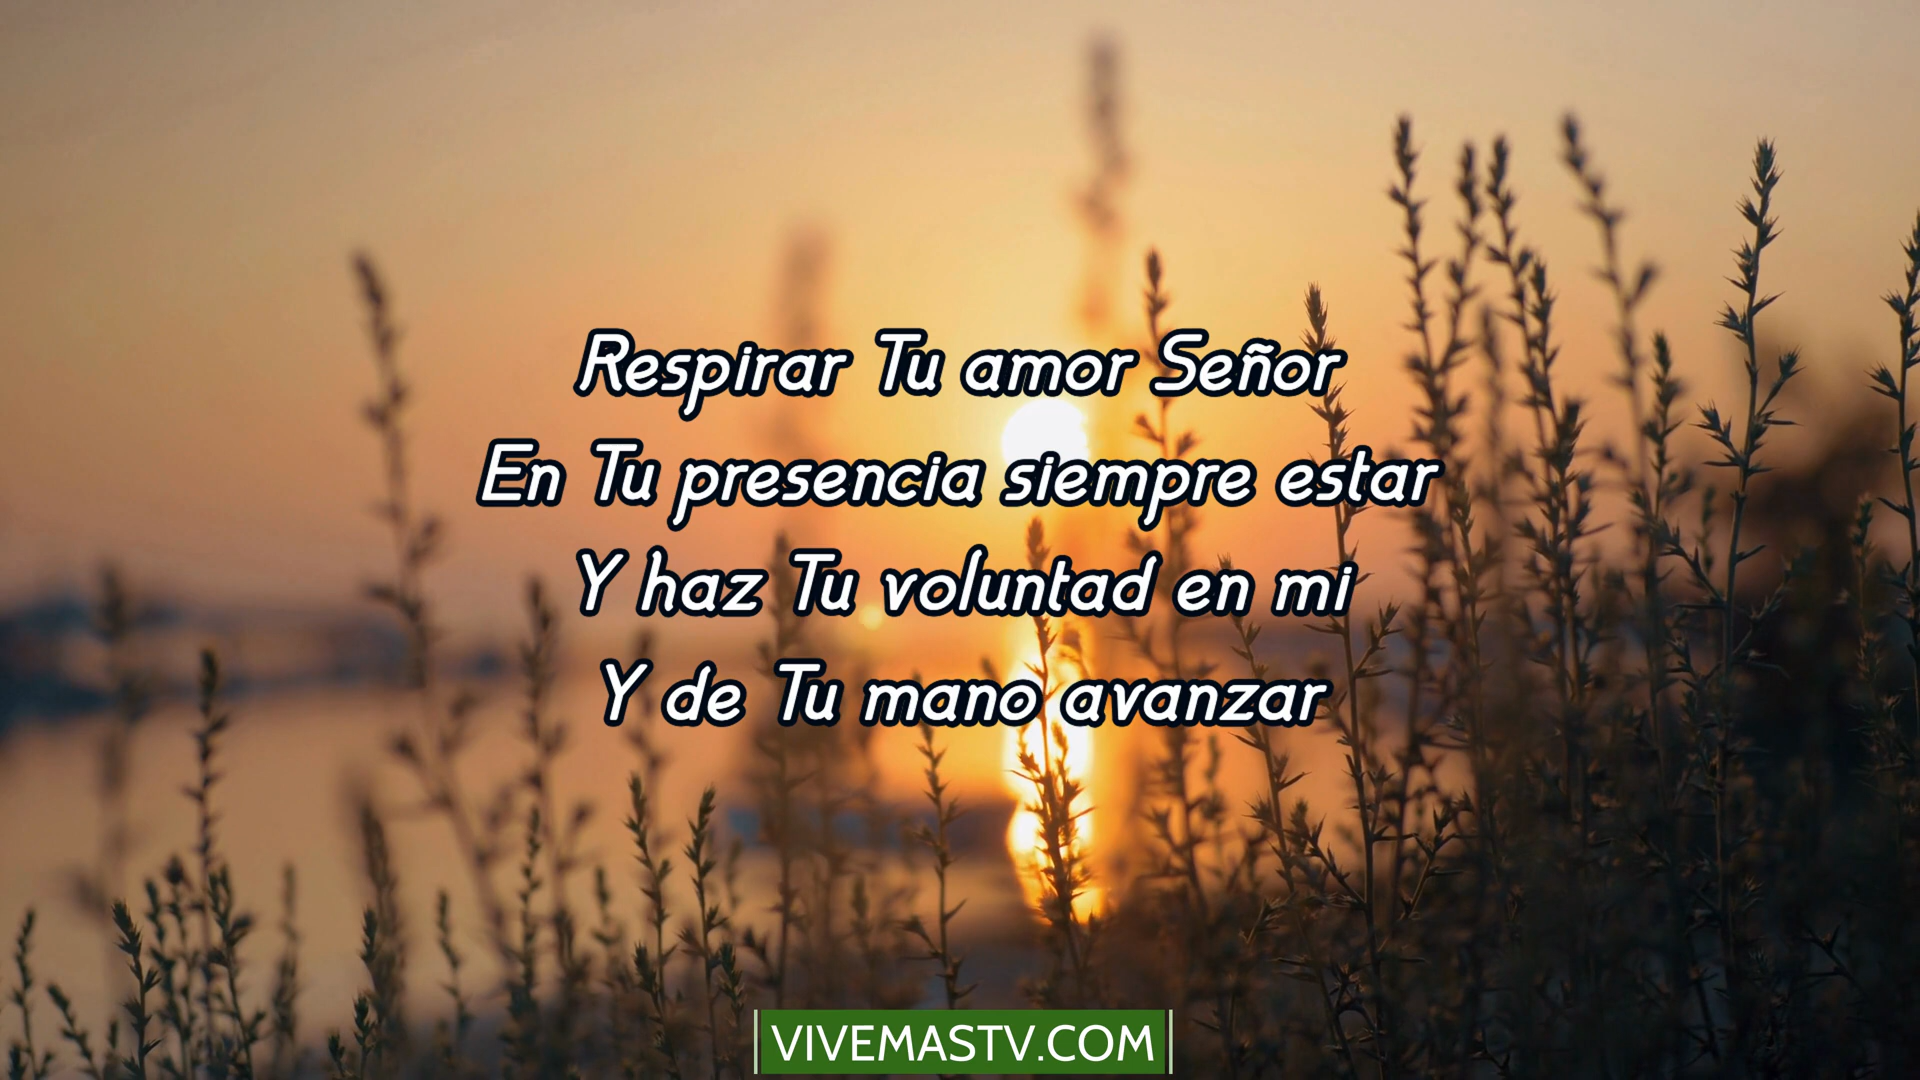 Respirar Tu amor Señor
En Tu presencia siempre estar
Y haz Tu voluntad en mi
Y de Tu mano avanzar
VIVEMASTV.COM